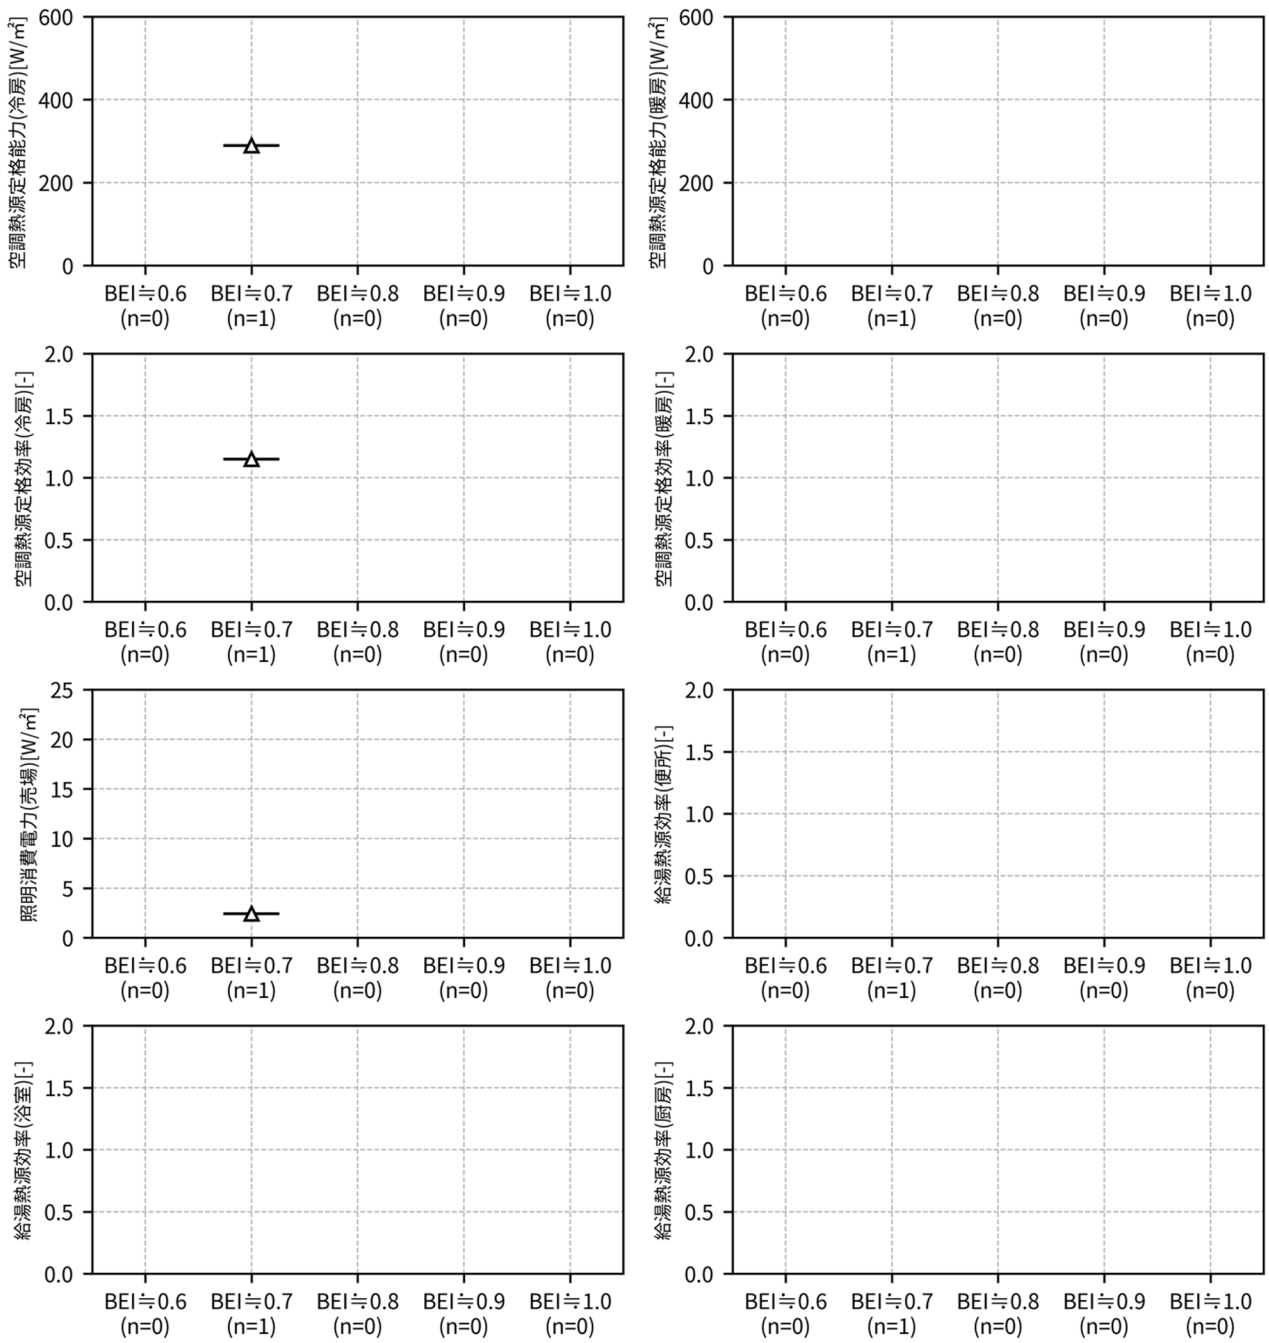 空調熱源定格能力(冷房)[W/㎡]
600
400
200
0
BEI≒0.6 BEI≒0.7 BEI≒0.8 BEI≒0.9 BEI≒1.0
(n=0) (n=1) (n=0) (n=0) (n=0)
空調熱源定格能力(暖房)[W/㎡]
600
400
200
0
BEI≒0.6 BEI≒0.7 BEI≒0.8 BEI≒0.9 BEI≒1.0
(n=0) (n=1) (n=0) (n=0) (n=0)
空調熱源定格効率(冷房)[-]
2.0
1.5
1.0
0.5
0.0
BEI≒0.6 BEI≒0.7 BEI≒0.8 BEI≒0.9 BEI≒1.0
(n=0) (n=1) (n=0) (n=0) (n=0)
空調熱源定格効率(暖房)[-]
2.0
1.5
1.0
0.5
0.0
BEI≒0.6 BEI≒0.7 BEI≒0.8 BEI≒0.9 BEI≒1.0
(n=0) (n=1) (n=0) (n=0) (n=0)
照明消費電力(売場)[W/㎡]
25
20
15
10
5
0
BEI≒0.6 BEI≒0.7 BEI≒0.8 BEI≒0.9 BEI≒1.0
(n=0) (n=1) (n=0) (n=0) (n=0)
給湯熱源効率(便所)[-]
2.0
1.5
1.0
0.5
0.0
BEI≒0.6 BEI≒0.7 BEI≒0.8 BEI≒0.9 BEI≒1.0
(n=0) (n=1) (n=0) (n=0) (n=0)
給湯熱源効率(浴室)[-]
2.0
1.5
1.0
0.5
0.0
BEI≒0.6 BEI≒0.7 BEI≒0.8 BEI≒0.9 BEI≒1.0
(n=0) (n=1) (n=0) (n=0) (n=0)
給湯熱源効率(厨房)[-]
2.0
1.5
1.0
0.5
0.0
BEI≒0.6 BEI≒0.7 BEI≒0.8 BEI≒0.9 BEI≒1.0
(n=0) (n=1) (n=0) (n=0) (n=0)